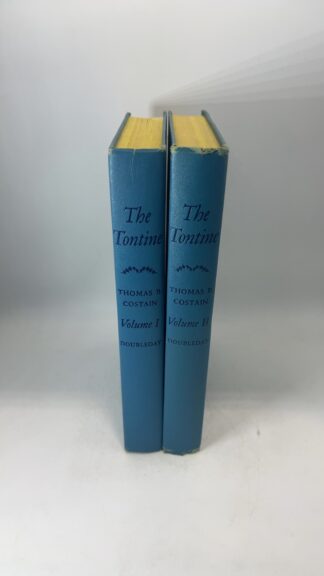 The
Tontine
THOMAS B.
COSTAIN
Volume I
DOUBLEDAY
The
Tontine
THOMAS B.
COSTAIN
Volume II
DOUBLEDAY